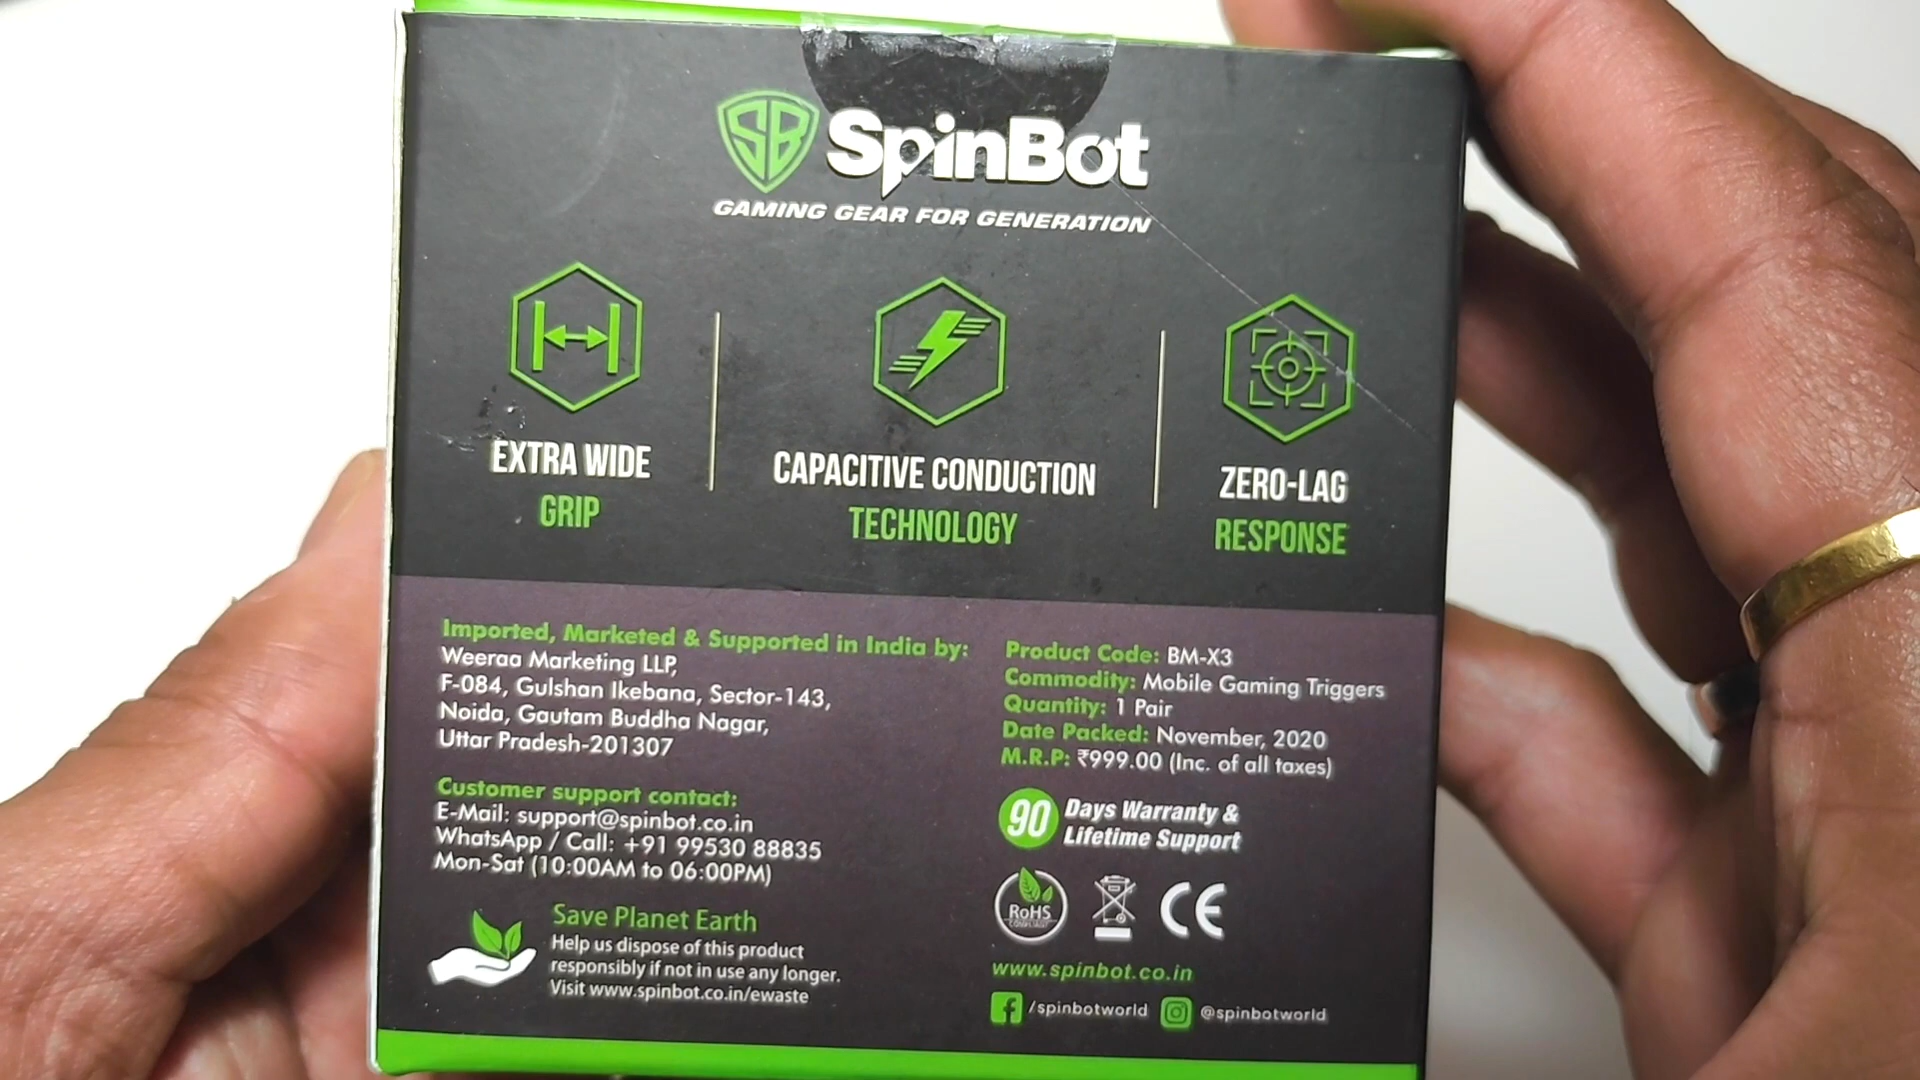 SB SpinBot
GAMING GEAR FOR GENERATION
EXTRA WIDE
GRIP
CAPACITIVE CONDUCTION
TECHNOLOGY
ZERO-LAG
RESPONSE
Imported, Marketed & Supported in India by:
Weeraa Marketing LLP,
F-084, Gulshan Ikebana, Sector-143,
Noida, Gautam Buddha Nagar,
Uttar Pradesh-201307
Customer support contact:
E-Mail: support@spinbot.co.in
WhatsApp / Call: +91 99530 88835
Mon-Sat (10:00AM to 06:00PM)
Save Planet Earth
Help us dispose of this product
responsibly if not in use any longer.
Visit www.spinbot.co.in/ewaste
Product Code: BM-X3
Commodity: Mobile Gaming Triggers
Quantity: 1 Pair
Date Packed: November, 2020
M.R.P: ₹999.00 (Inc. of all taxes)
90 Days Warranty &
Lifetime Support
RoHS
COMPLIANT
CE
www.spinbot.co.in
/spinbotworld @spinbotworld